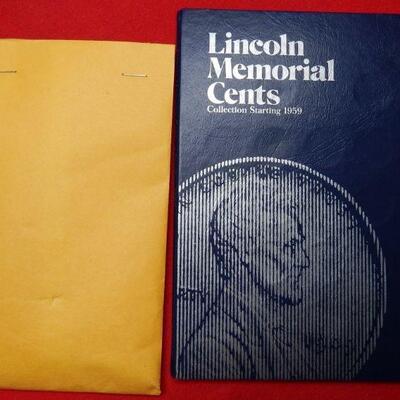 Lincoln
Memorial
Cents
Collection Starting 1959